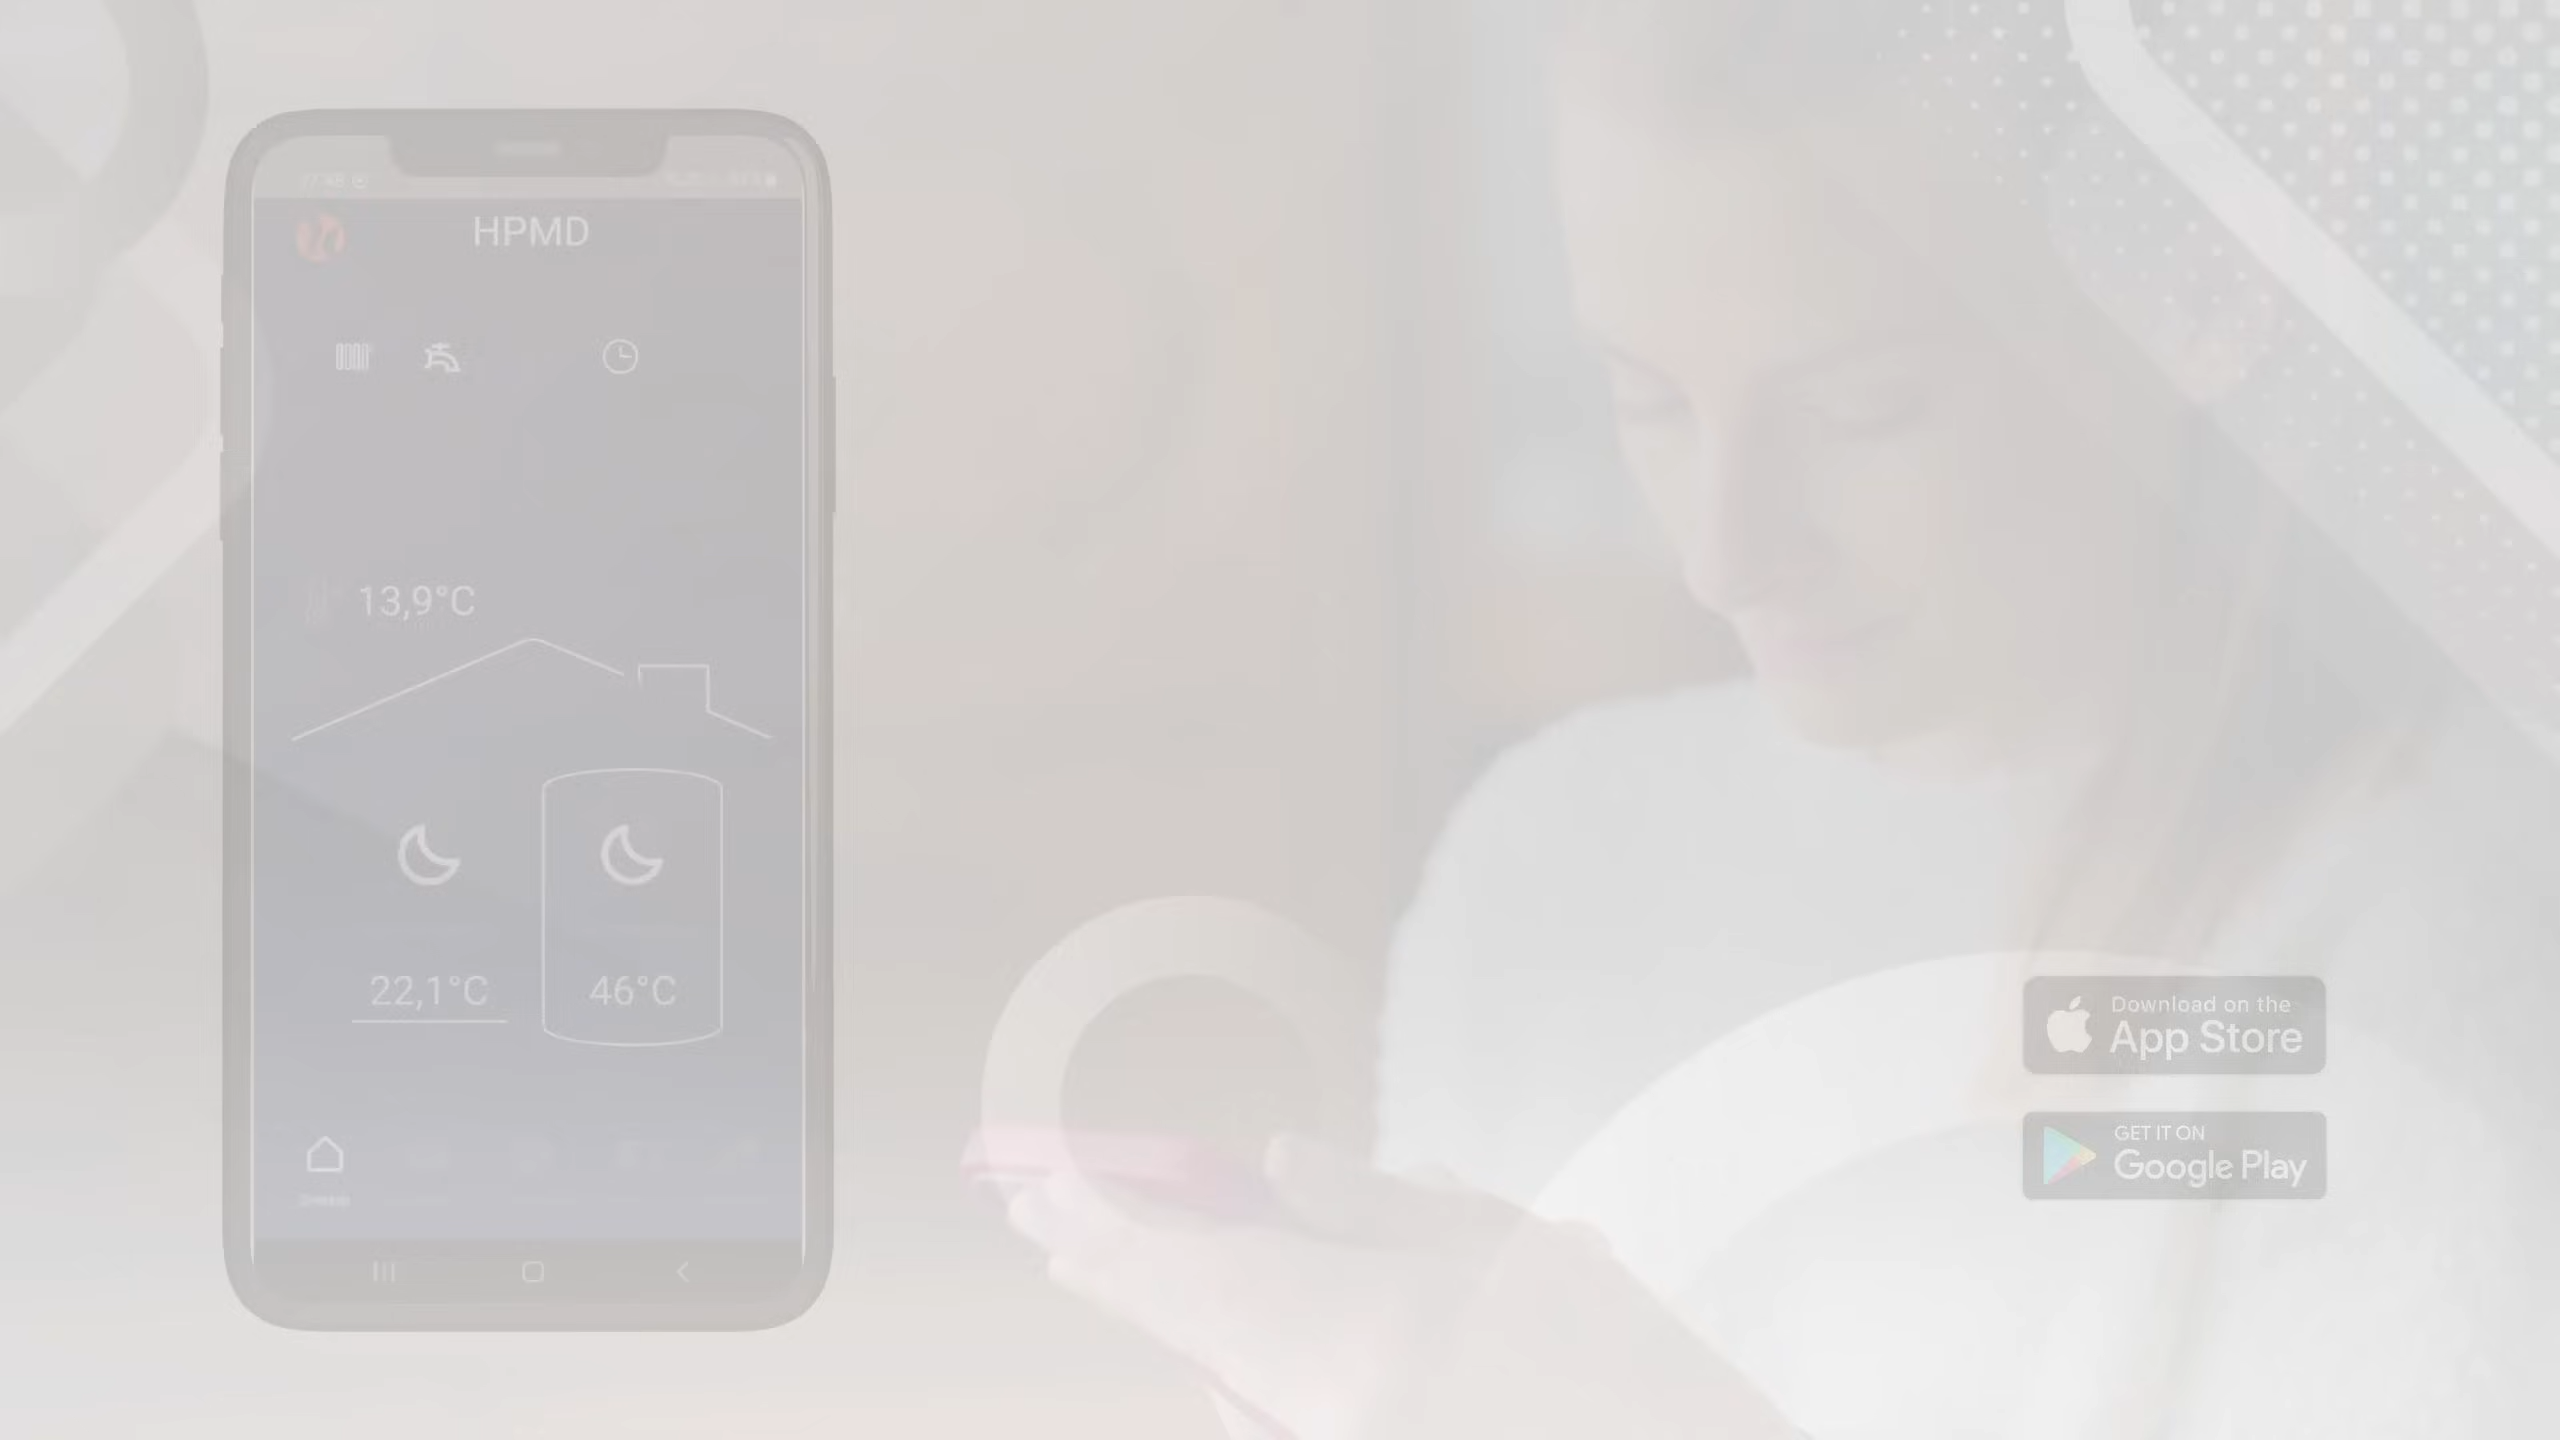 HPMD
13,9°C
22,1°C
46°C
Download on the
App Store
GET IT ON
Google Play